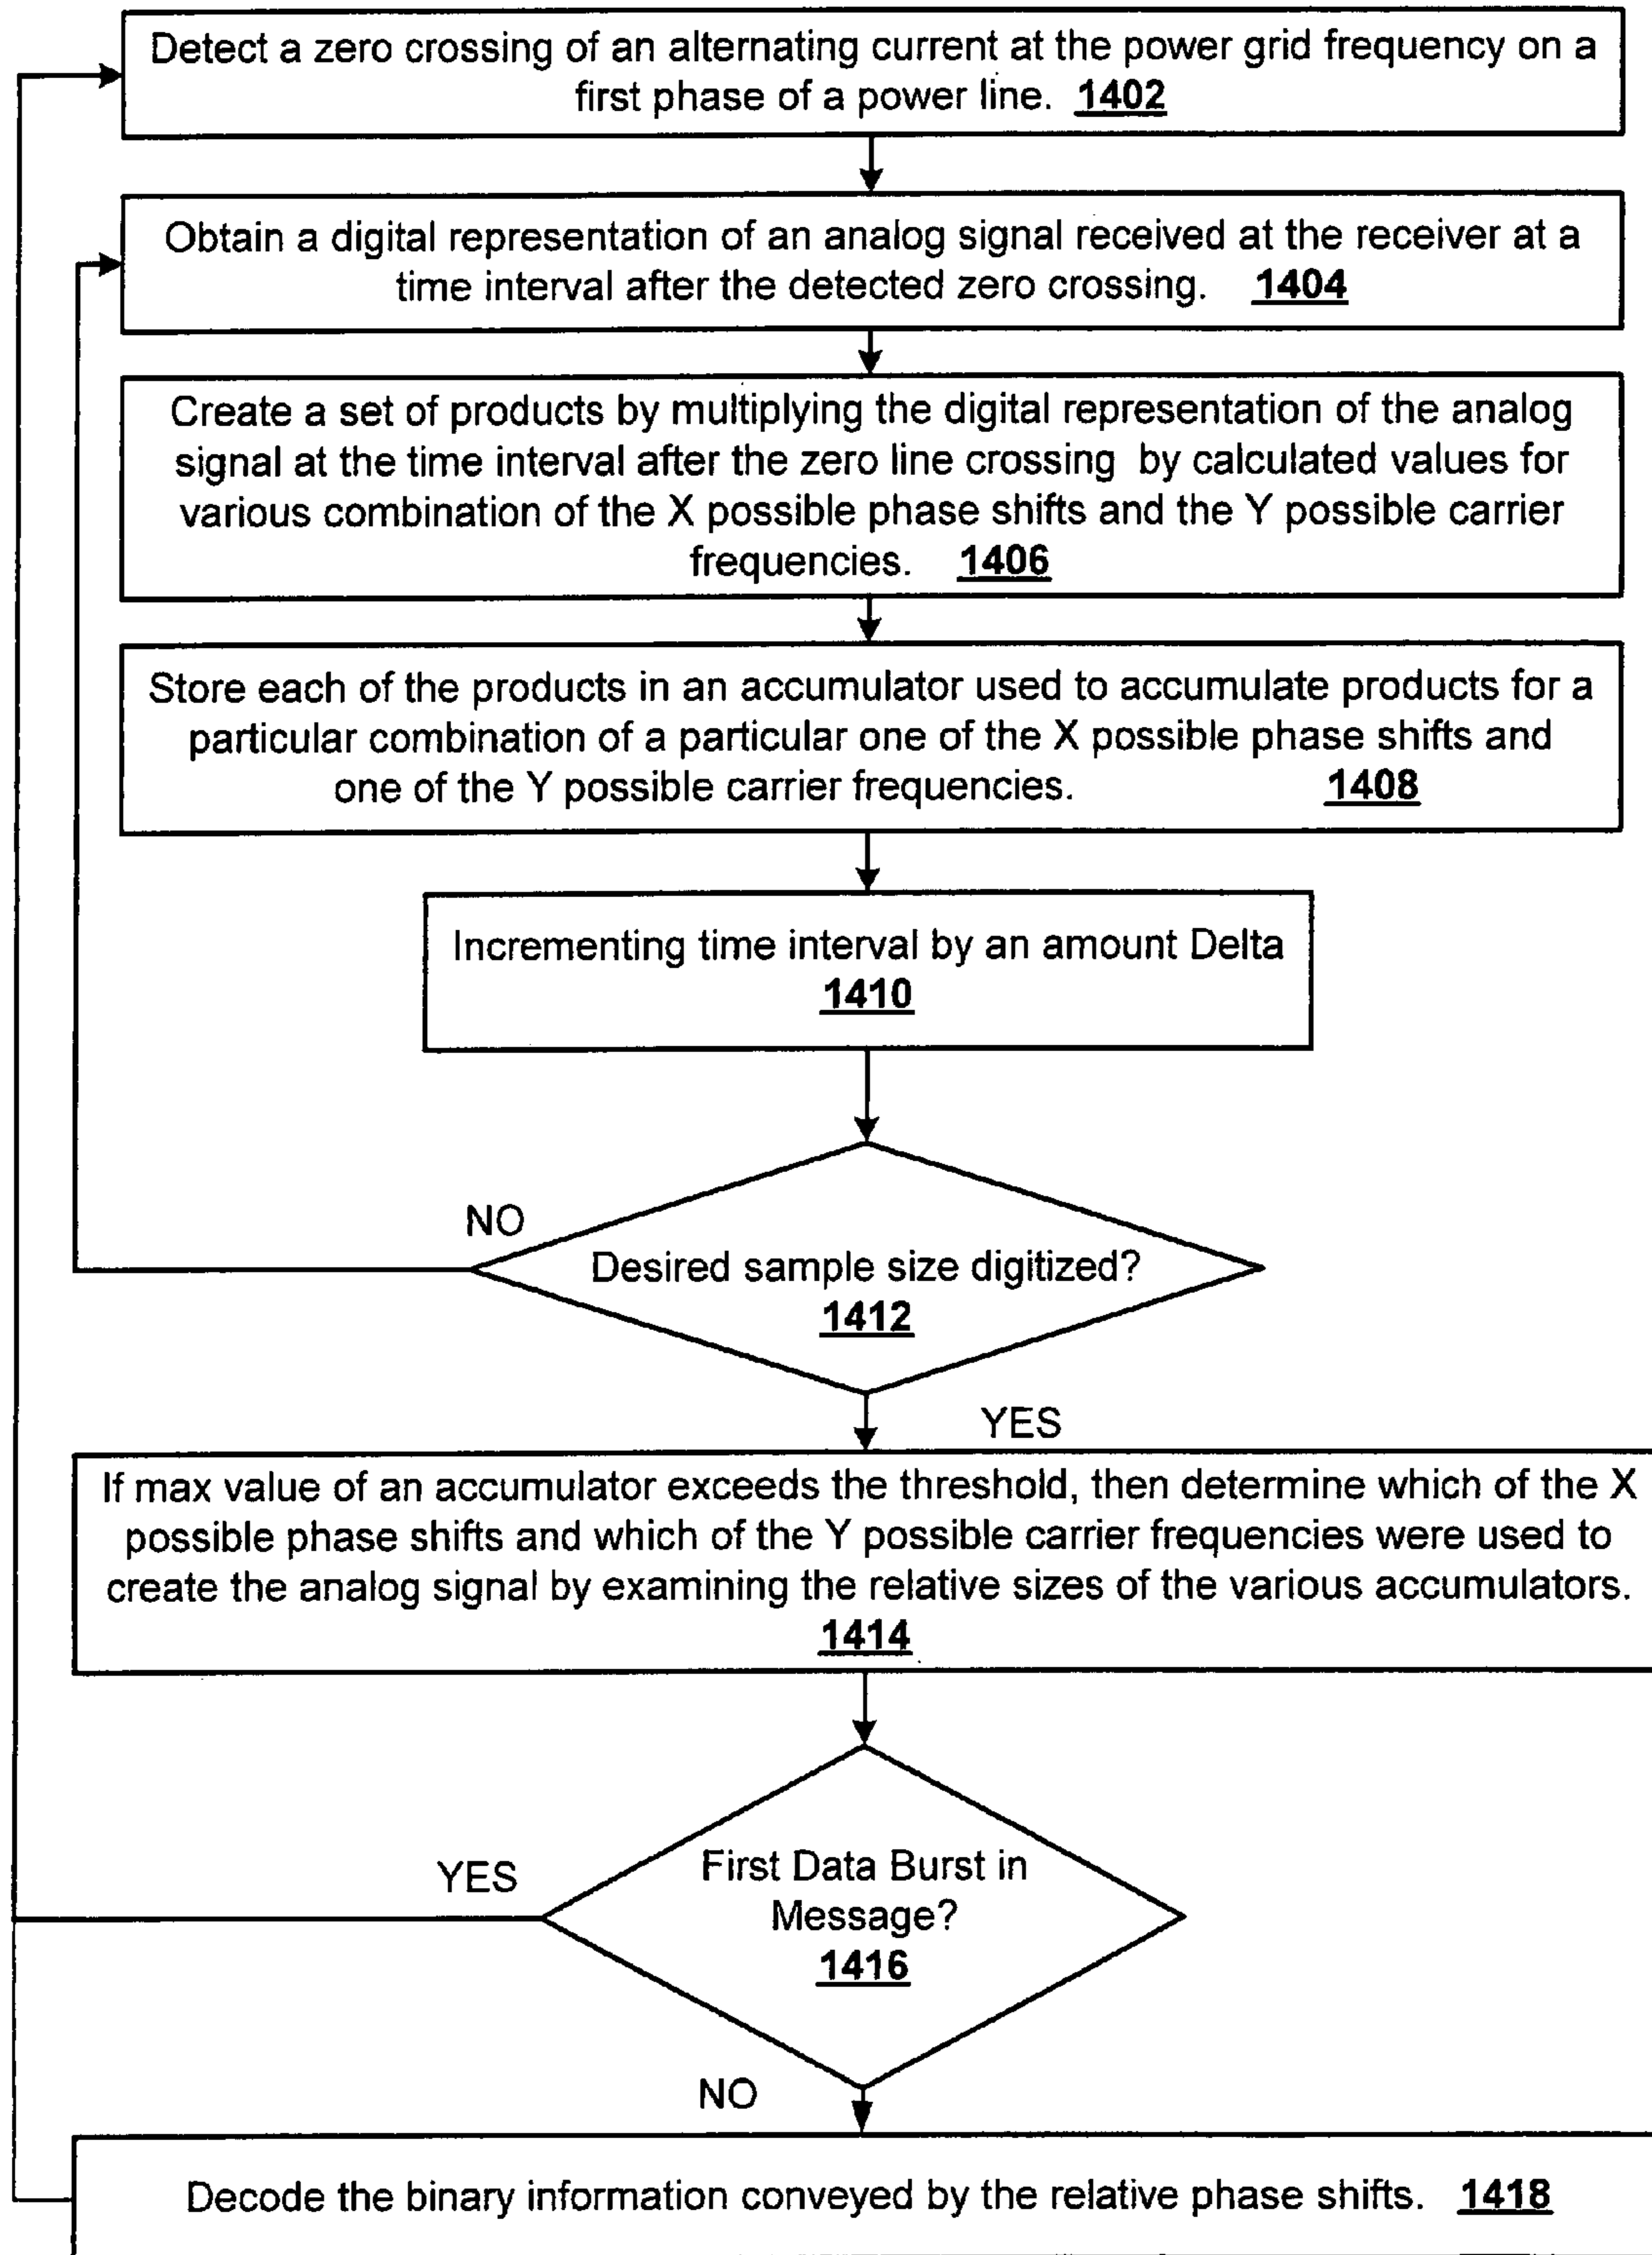 Detect a zero crossing of an alternating current at the power grid frequency on a
first phase of a power line. 1402
Obtain a digital representation of an analog signal received at the receiver at a
time interval after the detected zero crossing. 1404
Create a set of products by multiplying the digital representation of the analog
signal at the time interval after the zero line crossing by calculated values for
various combination of the X possible phase shifts and the Y possible carrier
frequencies. 1406
Store each of the products in an accumulator used to accumulate products for a
particular combination of a particular one of the X possible phase shifts and
one of the Y possible carrier frequencies. 1408
Incrementing time interval by an amount Delta
1410
NO
Desired sample size digitized?
1412
YES
If max value of an accumulator exceeds the threshold, then determine which of the X
possible phase shifts and which of the Y possible carrier frequencies were used to
create the analog signal by examining the relative sizes of the various accumulators.
1414
YES
First Data Burst in
Message?
1416
NO
Decode the binary information conveyed by the relative phase shifts. 1418